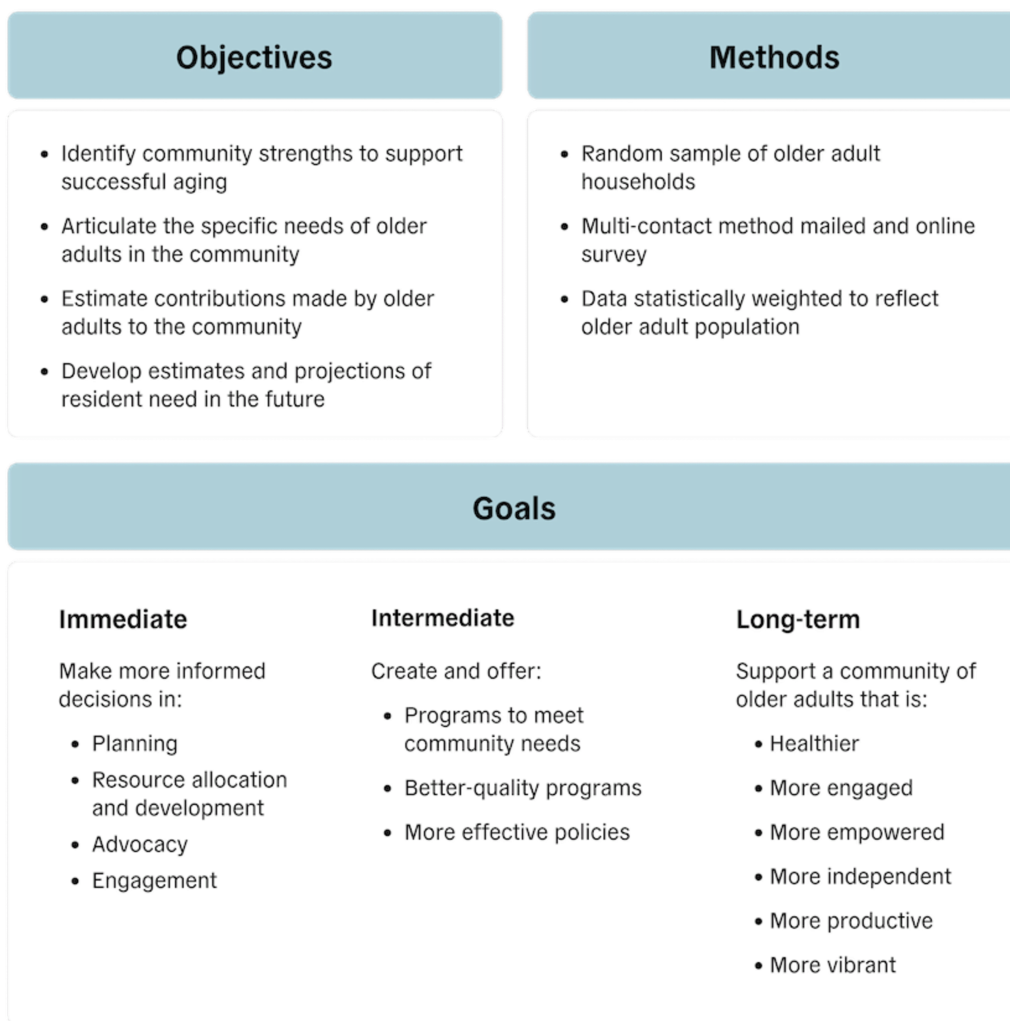 Objectives
• Identify community strengths to support
successful aging
• Articulate the specific needs of older
adults in the community
• Estimate contributions made by older
adults to the community
• Develop estimates and projections of
resident need in the future
Methods
• Random sample of older adult
households
• Multi-contact method mailed and online
survey
• Data statistically weighted to reflect
older adult population
Goals
Immediate
Make more informed
decisions in:
• Planning
• Resource allocation
and development
• Advocacy
• Engagement
Intermediate
Create and offer:
• Programs to meet
community needs
• Better-quality programs
• More effective policies
Long-term
Support a community of
older adults that is:
• Healthier
• More engaged
• More empowered
• More independent
• More productive
• More vibrant